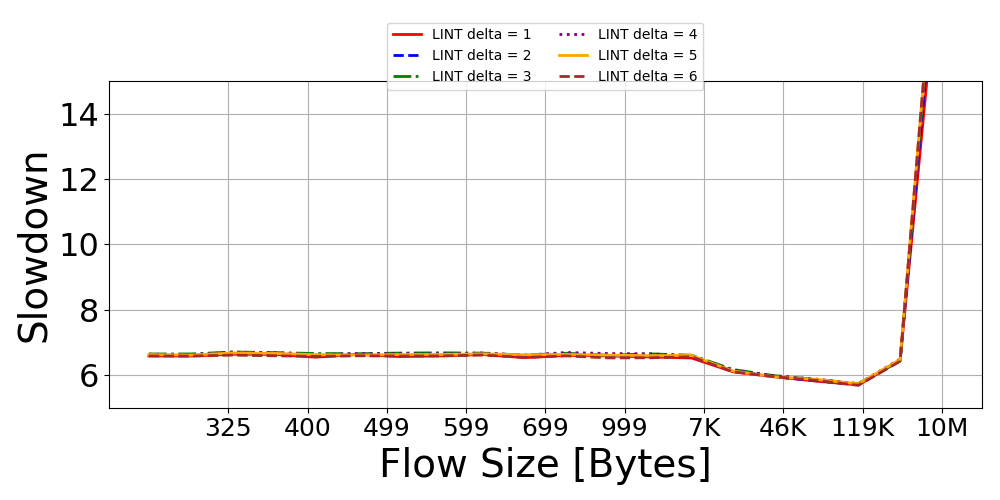 LINT delta = 1
LINT delta = 2
LINT delta = 3
LINT delta = 4
LINT delta = 5
LINT delta = 6
Slowdown
14
12
10
8
6
325 400 499 599 699 999 7K 46K 119K 10M
Flow Size [Bytes]